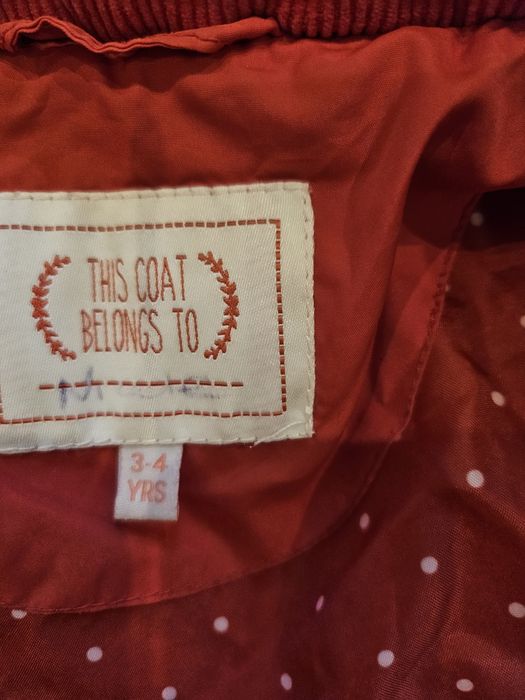 THIS COAT
BELONGS TO
3-4
YRS